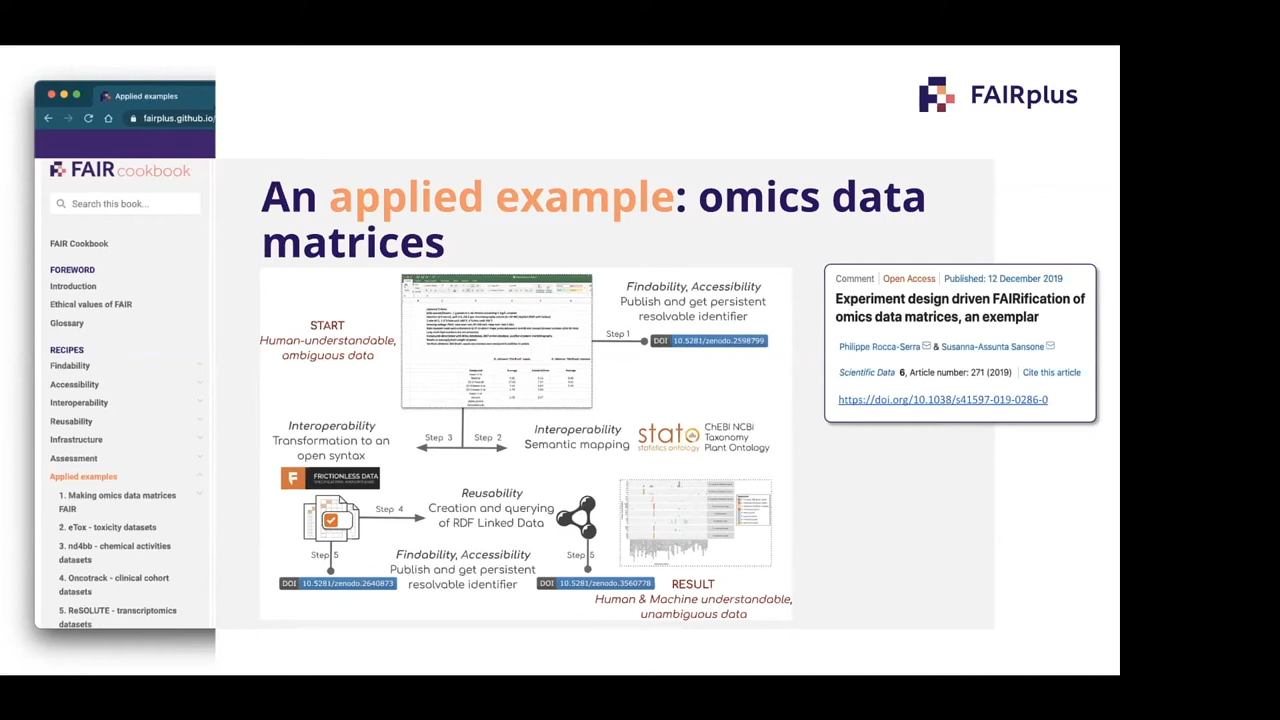 Applied examples
fairplus.github.io/
FAIRplus
FAIR cookbook
Search this book...
FAIR Cookbook
FOREWORD
Introduction
Ethical values of FAIR
Glossary
RECIPES
Findability
Accessibility
Interoperability
Reusability
Infrastructure
Assessment
Applied examples
1. Making omics data matrices
FAIR
2. eTox - toxicity datasets
3. nd4bb - chemical activities
datasets
4. Oncotrack - clinical cohort
datasets
5. ReSOLUTE - transcriptomics
datasets
An applied example: omics data
matrices
START
Human-understandable,
ambiguous data
Findability, Accessibility
Publish and get persistent
resolvable identifier
Step 1
DOI 10.5281/zenodo.2598799
Interoperability
Transformation to an
open syntax
Step 3
Step 2
Interoperability
Semantic mapping
stato
statistics ontology
ChEBI NCBi
Taxonomy
Plant Ontology
FRICTIONLESS DATA
Step 4
Reusability
Creation and querying
of RDF Linked Data
Step 5
Findability, Accessibility
Publish and get persistent
resolvable identifier
Step 5
DOI 10.5281/zenodo.2640873
DOI 10.5281/zenodo.3560778
RESULT
Human & Machine understandable,
unambiguous data
Comment | Open Access | Published: 12 December 2019
Experiment design driven FAIRification of
omics data matrices, an exemplar
Philippe Rocca-Serra & Susanna-Assunta Sansone
Scientific Data 6, Article number: 271 (2019) | Cite this article
https://doi.org/10.1038/s41597-019-0286-0